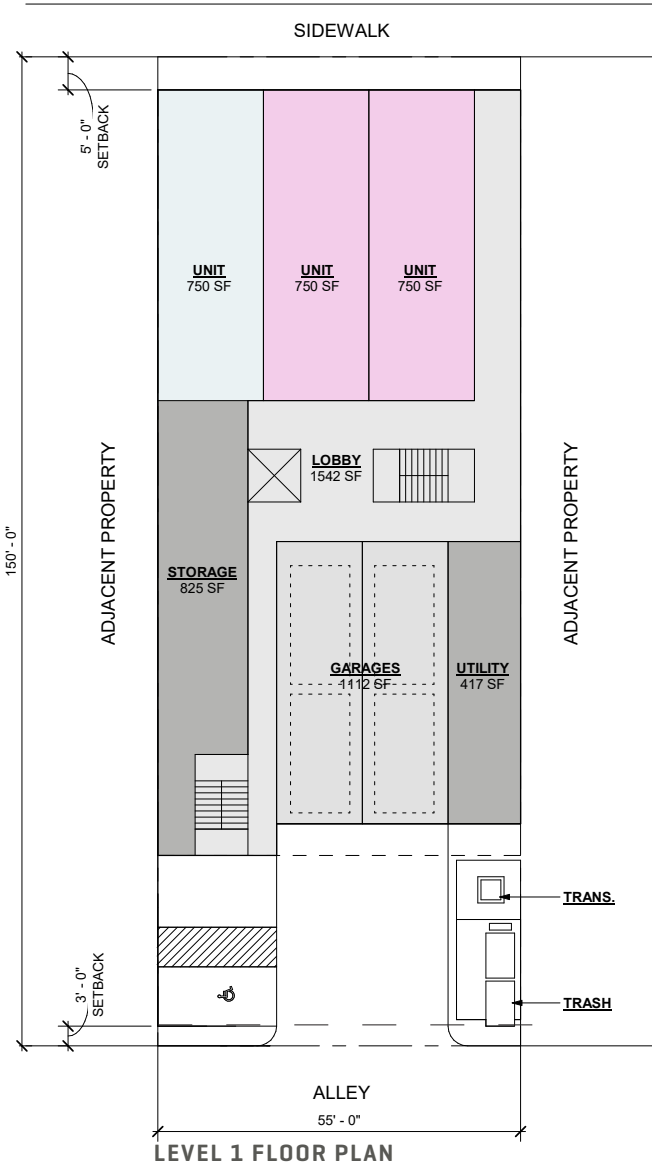 SIDEWALK
5' - 0"
SETBACK
UNIT
750 SF
UNIT
750 SF
UNIT
750 SF
LOBBY
1542 SF
ADJACENT PROPERTY
ADJACENT PROPERTY
150' - 0"
STORAGE
825 SF
GARAGES
1112 SF
UTILITY
417 SF
TRANS.
3' - 0"
SETBACK
TRASH
ALLEY
55' - 0"
LEVEL 1 FLOOR PLAN